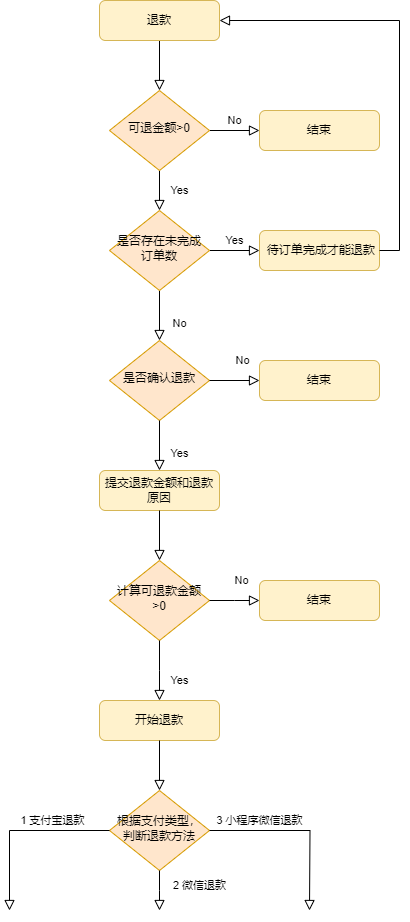 退款
可退金额>0
No
结束
Yes
是否存在未完成
订单数
Yes
待订单完成才能退款
No
是否确认退款
No
结束
Yes
提交退款金额和退款
原因
计算可退款金额
>0
No
结束
Yes
开始退款
根据支付类型，
判断退款方法
1 支付宝退款
3 小程序微信退款
2 微信退款